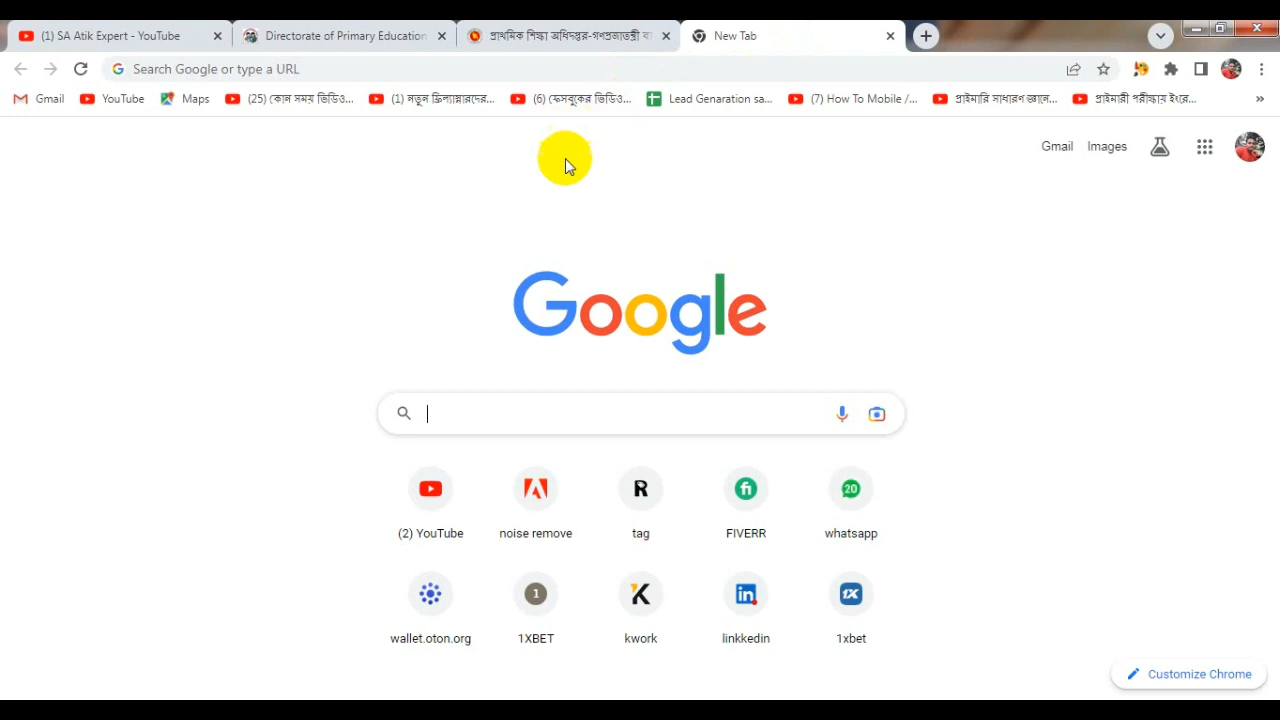 (1) SA Atik Expert - YouTube
Directorate of Primary Education
প্রাথমিক শিক্ষা অধিদপ্তর-গণপ্রজাতন্ত্রী বা
New Tab
Search Google or type a URL
Gmail
YouTube
Maps
(25) কোন সময় ভিডিও...
(1) নতুন ফ্রিল্যান্সারদের...
(6) ফেসবুকের ভিডিও...
Lead Genaration sa...
(7) How To Mobile /...
প্রাইমারি সাধারণ জ্ঞানে...
প্রাইমারী পরীক্ষায় ইংরে...
»
Gmail Images
Google
20
(2) YouTube
noise remove
tag
FIVERR
whatsapp
1
wallet.oton.org
1XBET
kwork
linkkedin
1xbet
Customize Chrome